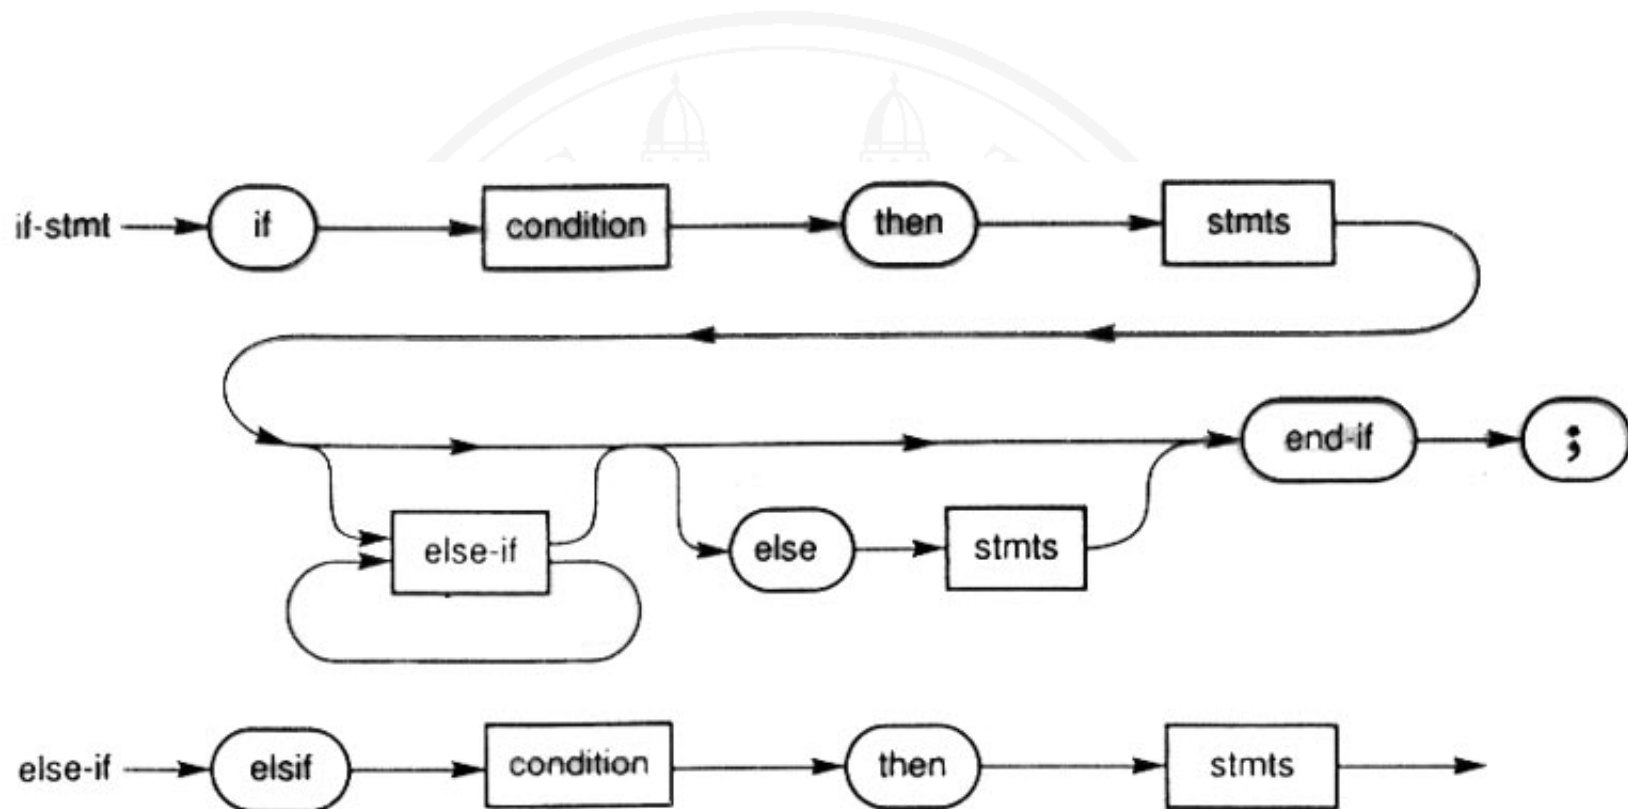 if-stmt if condition then stmts
end-if ;
else-if else stmts
else-if elsif condition then stmts